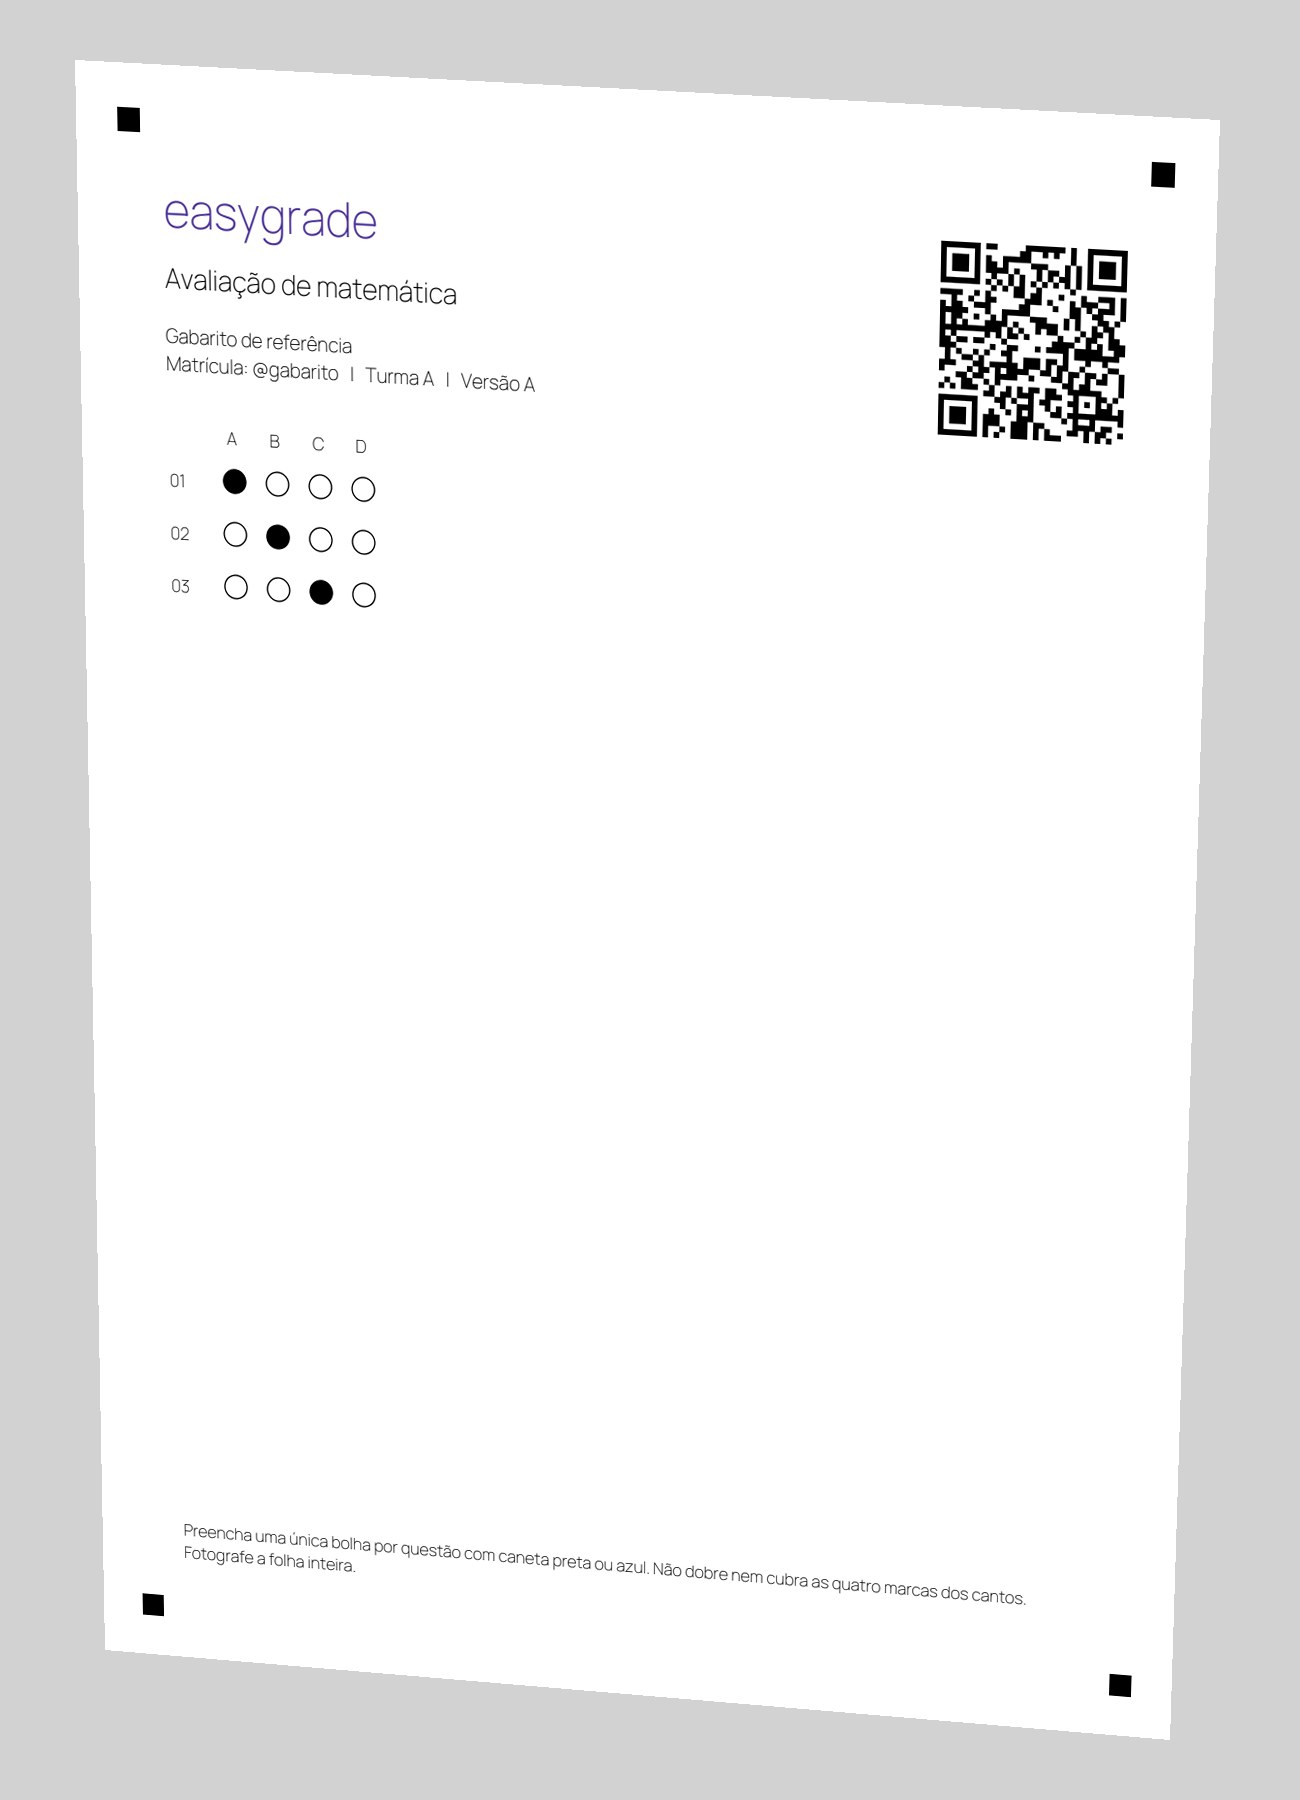 easygrade
Avaliação de matemática
Gabarito de referência
Matrícula: @gabarito | Turma A | Versão A
A B C D
01
02
03
Preencha uma única bolha por questão com caneta preta ou azul. Não dobre nem cubra as quatro marcas dos cantos.
Fotografe a folha inteira.